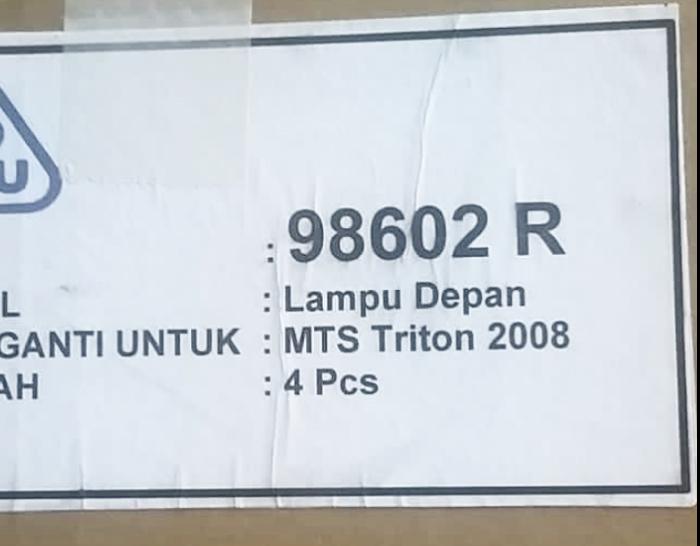 U
: 98602 R
L : Lampu Depan
GANTI UNTUK : MTS Triton 2008
AH : 4 Pcs